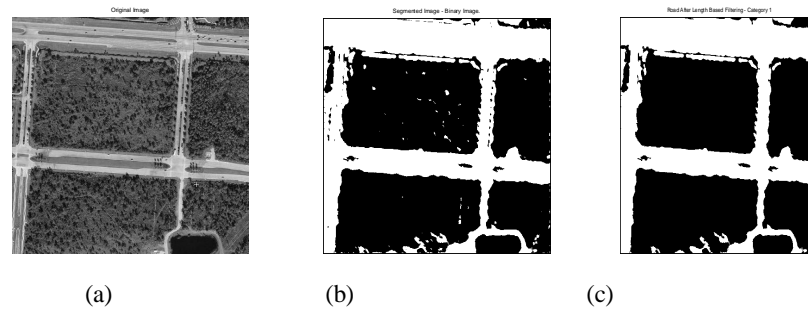 Original Image
Segmented Image - Binary Image.
Road After Length Based Filtering - Category 1
(a)
(b)
(c)